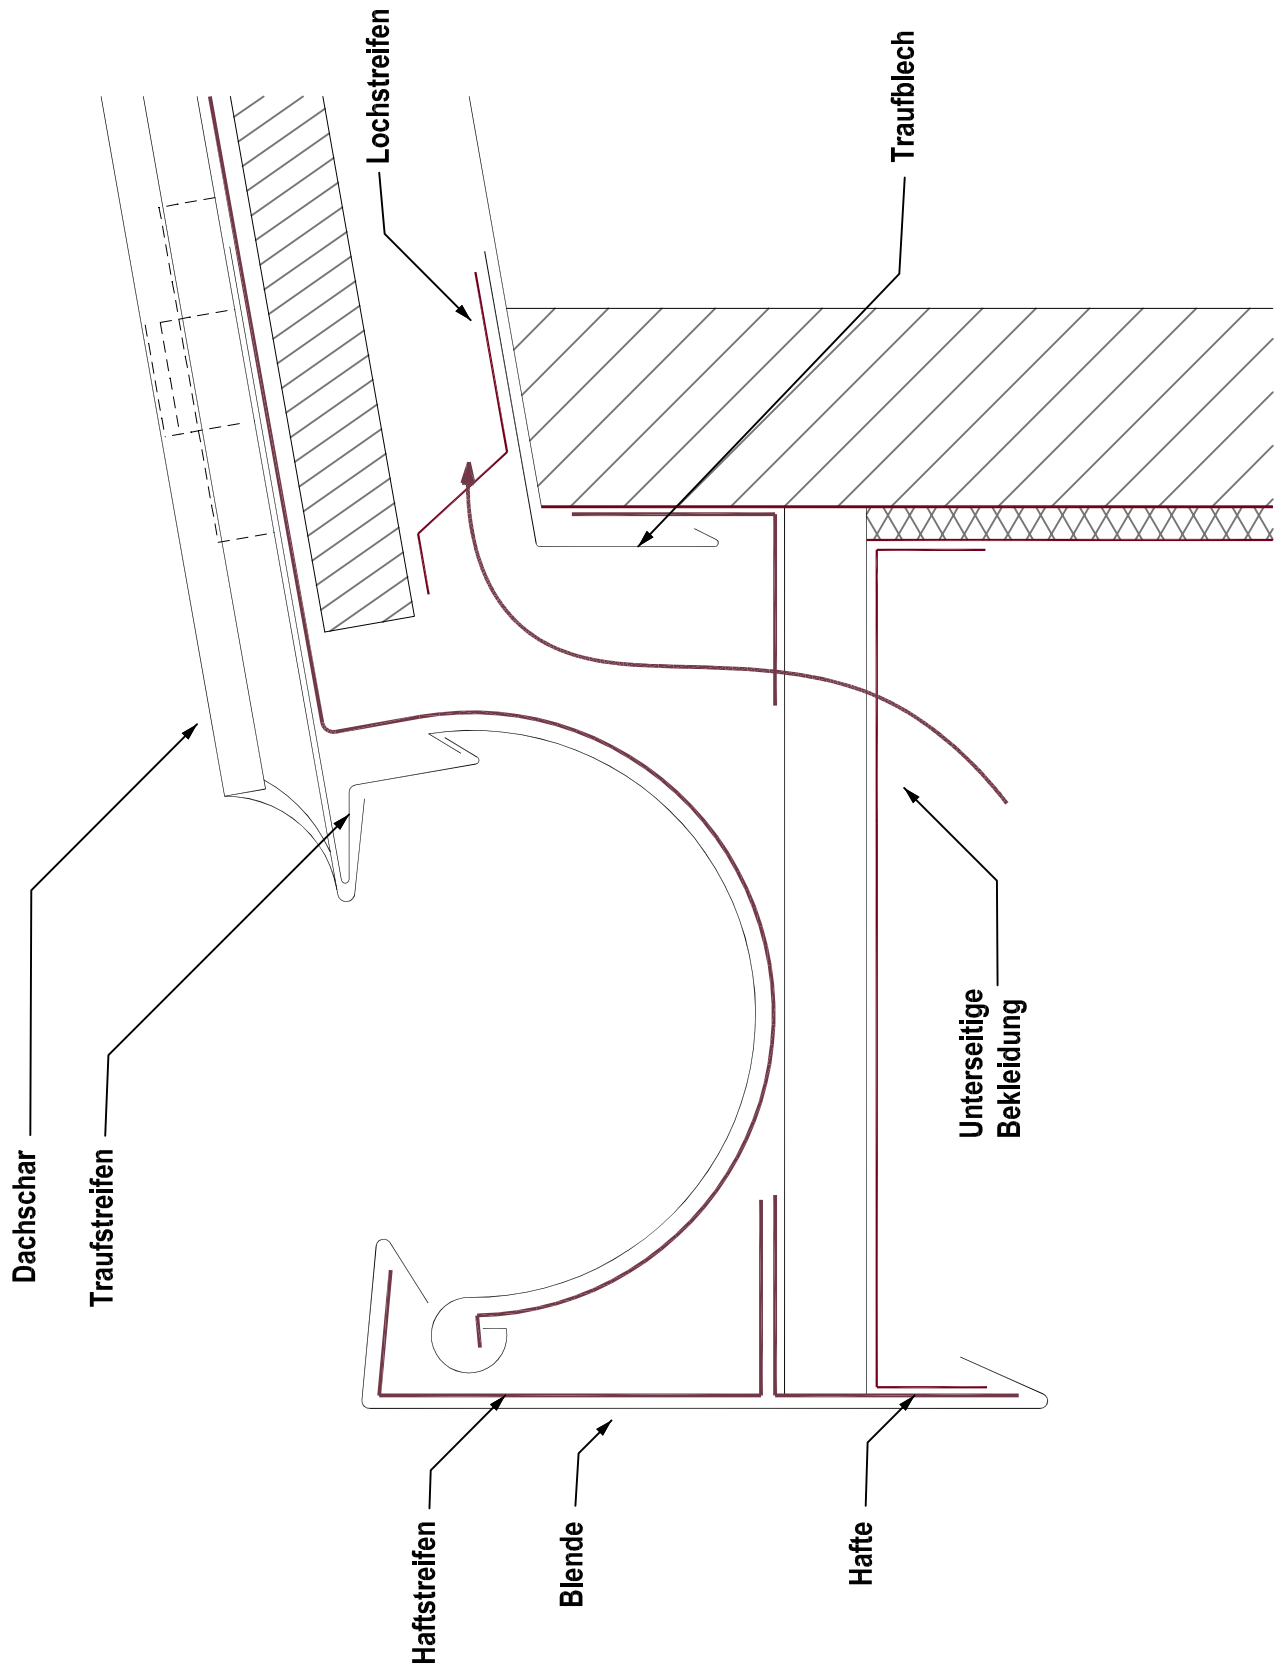 Dachschar
Traufstreifen
Lochstreifen
Haftstreifen
Blende
Hafte
Traufblech
Unterseitige
Bekleidung